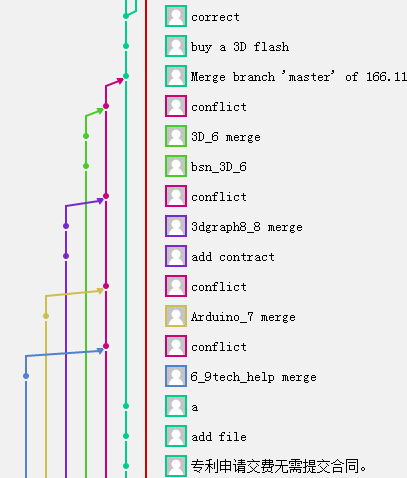 correct
buy a 3D flash
Merge branch 'master' of 166.11
conflict
3D_6 merge
bsn_3D_6
conflict
3dgraph8_8 merge
add contract
conflict
Arduino_7 merge
conflict
6_9tech_help merge
a
add file
专利申请交费无需提交合同。